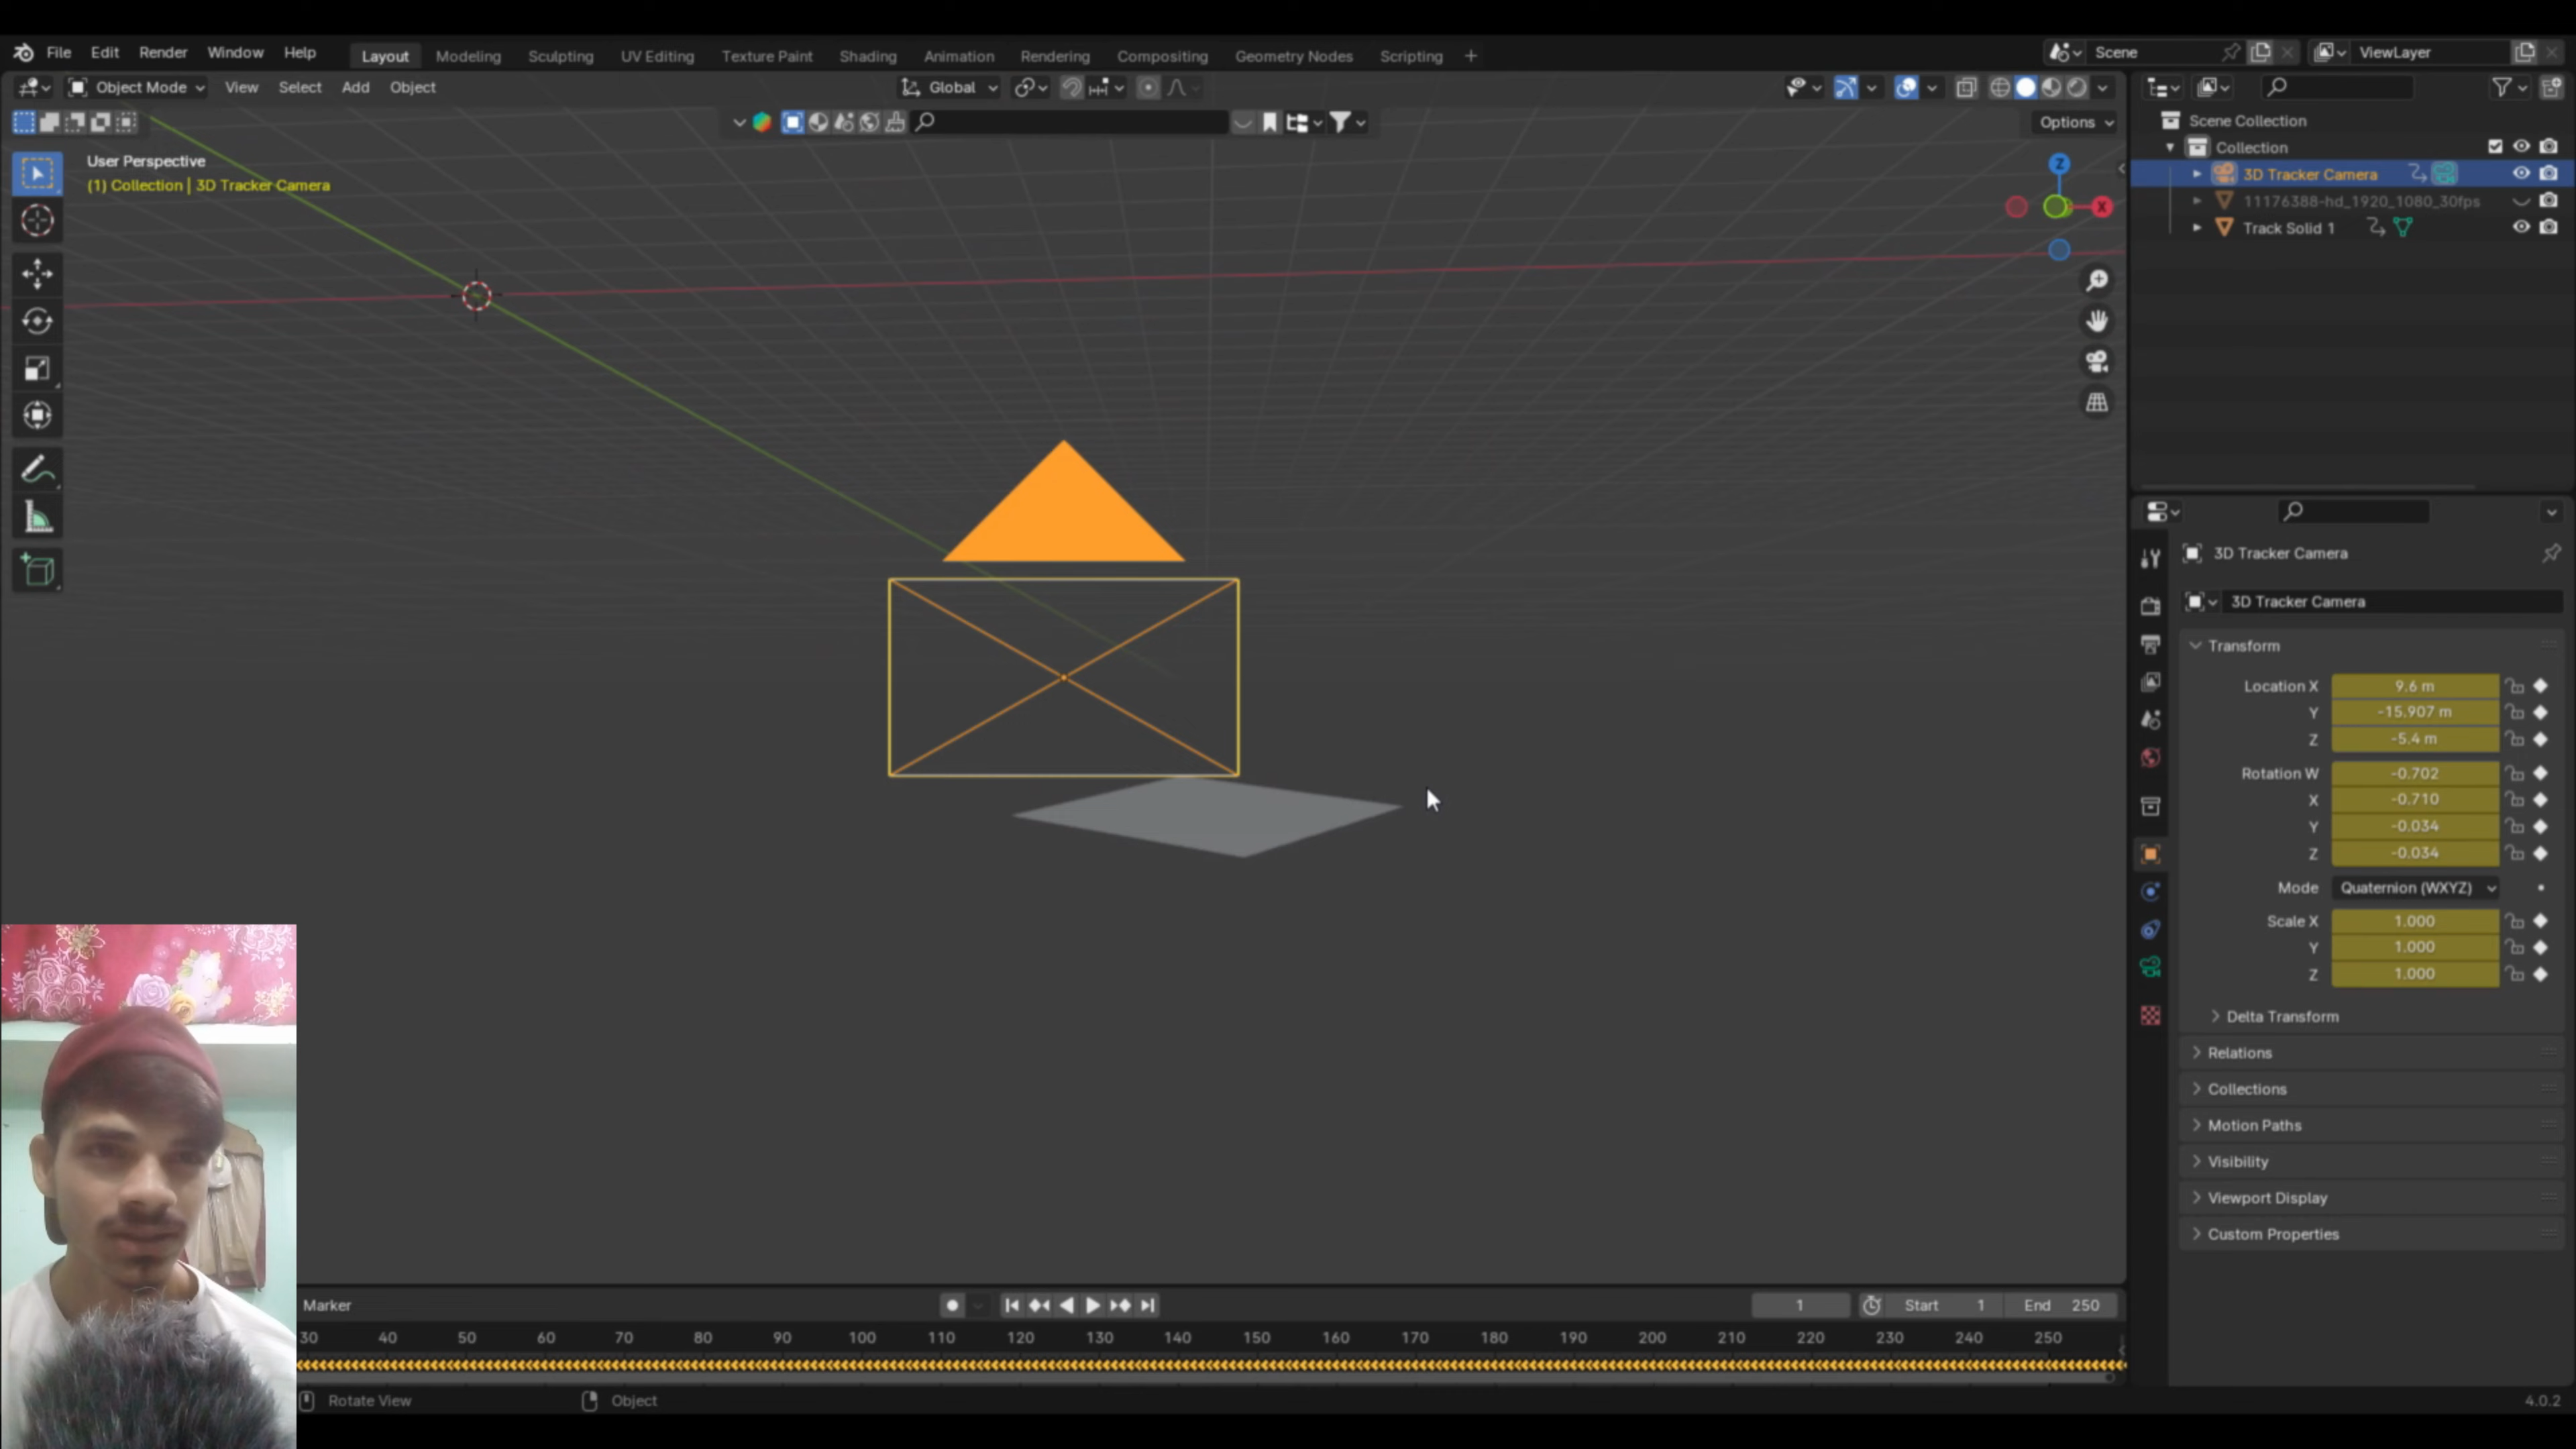 File Edit Render Window Help Layout Modeling Sculpting UV Editing Texture Paint Shading Animation Rendering Compositing Geometry Nodes Scripting + Scene ViewLayer
Object Mode View Select Add Object Global
Options
User Perspective
(1) Collection | 3D Tracker Camera
Z
X
Scene Collection
Collection
3D Tracker Camera
11176388-hd_1920_1080_30fps
Track Solid 1
3D Tracker Camera
3D Tracker Camera
Transform
Location X 9.6 m
Y -15.907 m
Z -5.4 m
Rotation W -0.702
X -0.710
Y -0.034
Z -0.034
Mode Quaternion (WXYZ)
Scale X 1.000
Y 1.000
Z 1.000
Delta Transform
Relations
Collections
Motion Paths
Visibility
Viewport Display
Custom Properties
Marker 1 Start 1 End 250
30 40 50 60 70 80 90 100 110 120 130 140 150 160 170 180 190 200 210 220 230 240 250
Rotate View Object 4.0.2